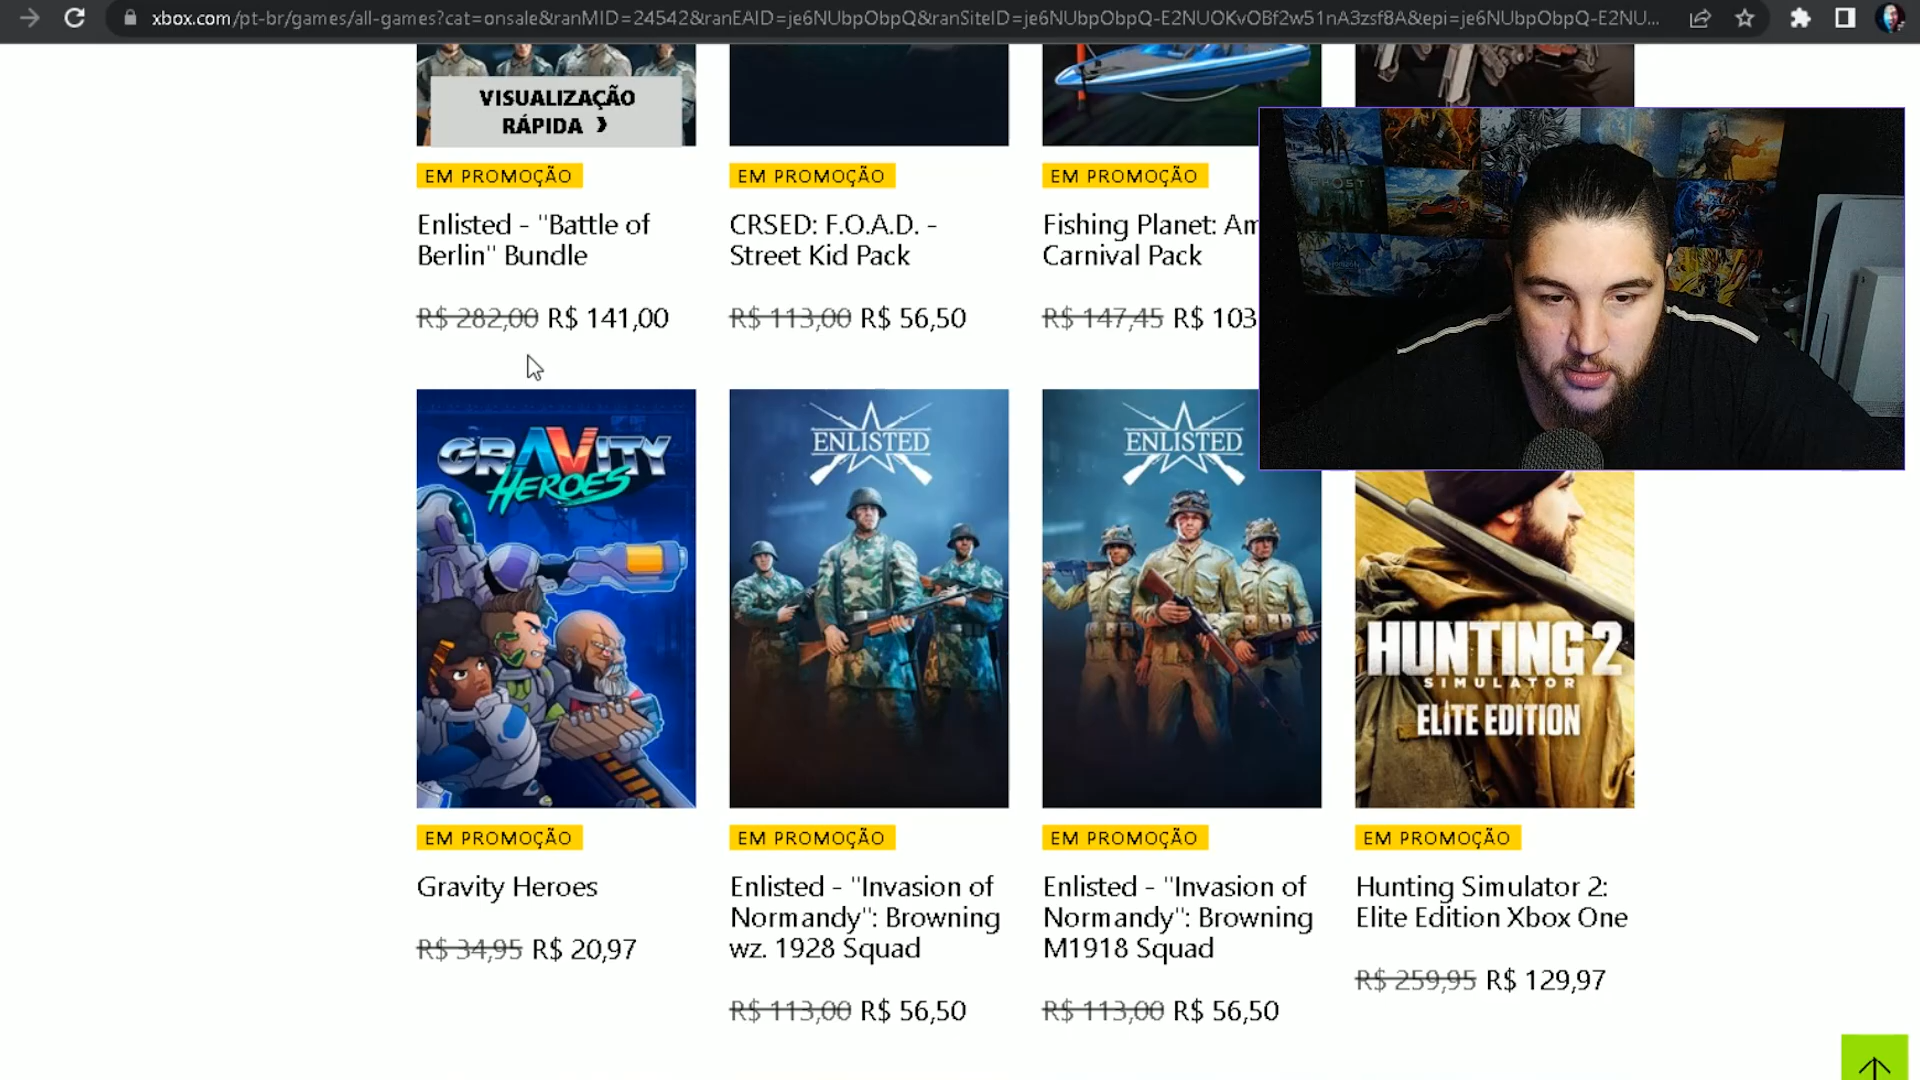 xbox.com/pt-br/games/all-games?cat=onsale&ranMID=24542&ranEAID=je6NUbpObpQ&ranSiteID=je6NUbpObpQ-E2NUOKvOBf2w51nA3zsf8A&epi=je6NUbpObpQ-E2NU...
VISUALIZAÇÃO
RÁPIDA
EM PROMOÇÃO
Enlisted - "Battle of
Berlin" Bundle
R$ 282,00 R$ 141,00
EM PROMOÇÃO
CRSED: F.O.A.D. -
Street Kid Pack
R$ 113,00 R$ 56,50
EM PROMOÇÃO
Fishing Planet: Am
Carnival Pack
R$ 147,45 R$ 103
GRAVITY
HEROES
EM PROMOÇÃO
Gravity Heroes
R$ 34,95 R$ 20,97
ENLISTED
EM PROMOÇÃO
Enlisted - "Invasion of
Normandy": Browning
wz. 1928 Squad
R$ 113,00 R$ 56,50
ENLISTED
EM PROMOÇÃO
Enlisted - "Invasion of
Normandy": Browning
M1918 Squad
R$ 113,00 R$ 56,50
HUNTING 2
SIMULATOR
ELITE EDITION
EM PROMOÇÃO
Hunting Simulator 2:
Elite Edition Xbox One
R$ 259,95 R$ 129,97